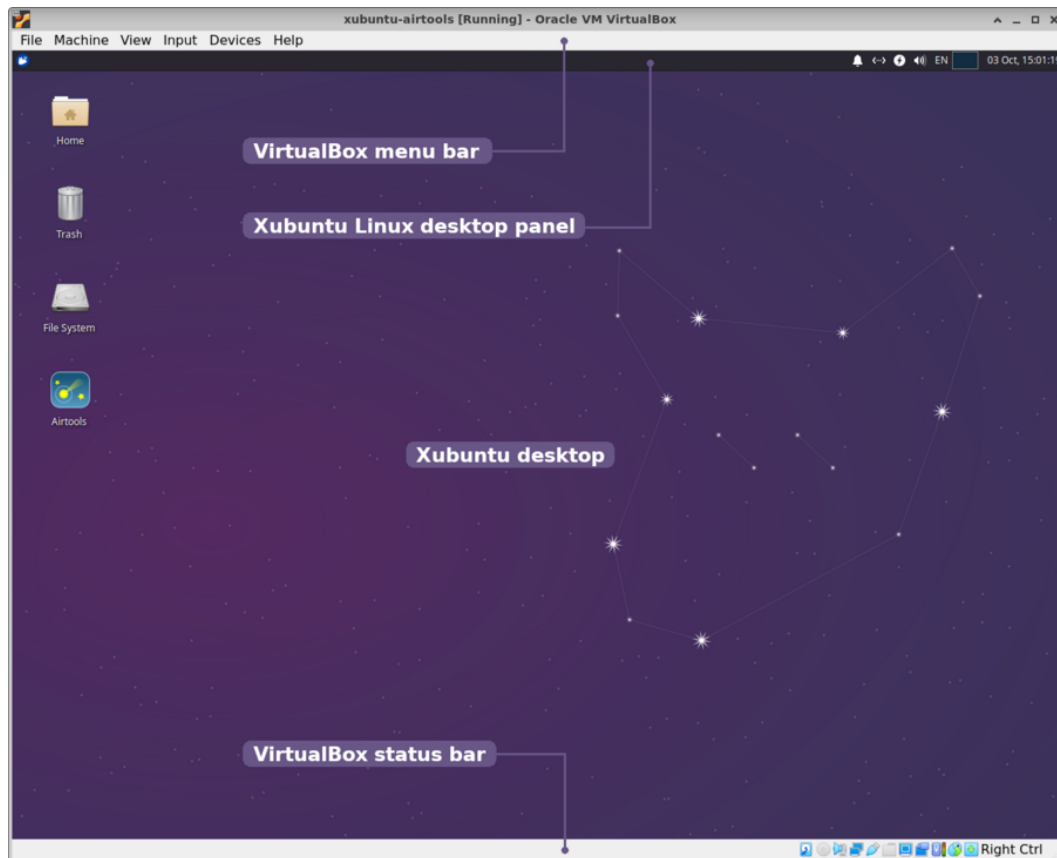 xubuntu-airtools [Running] - Oracle VM VirtualBox
File Machine View Input Devices Help
EN 03 Oct, 15:01:19
Home
VirtualBox menu bar
Trash
Xubuntu Linux desktop panel
File System
Airtools
Xubuntu desktop
VirtualBox status bar
Right Ctrl